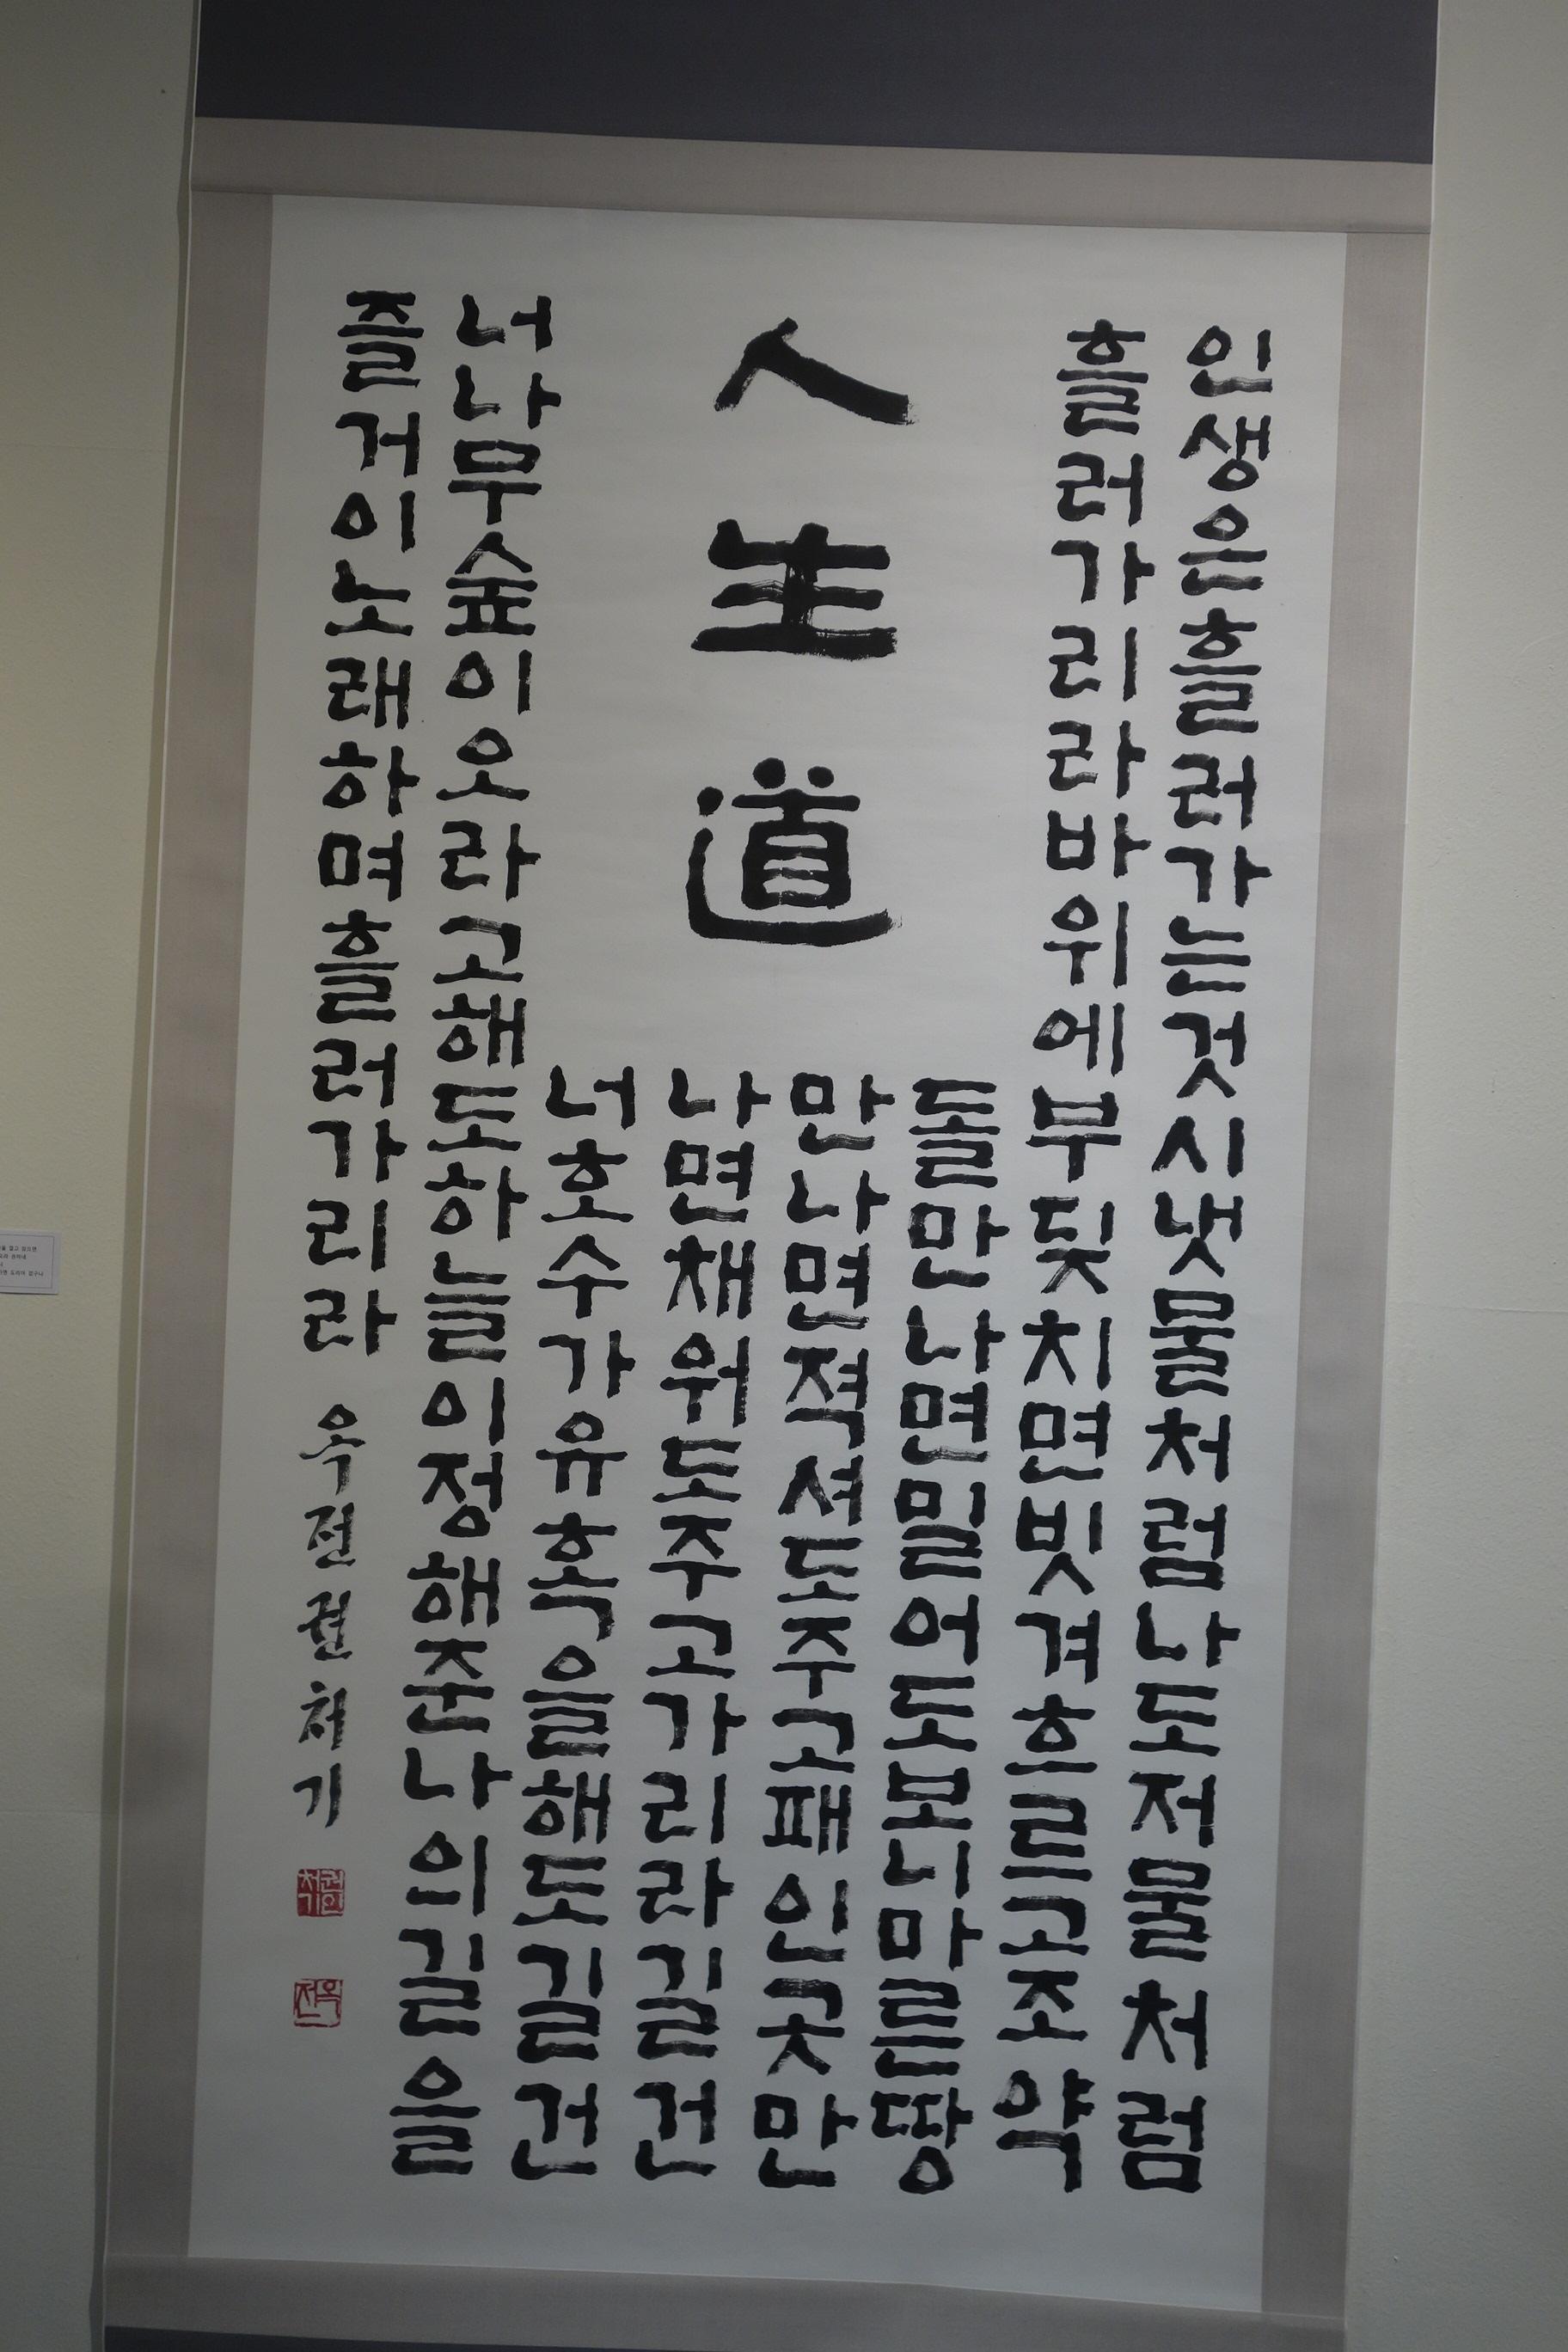 人生道
인생은흘러가는것시냇물처럼나도저물처럼
흘러가리라바위에부딪치면빗겨흐르고조약
돌만나면밀어도보니마른땅
만나면젹셔도주고패인곳만
나면채워도주고가리라길건
너호수가유혹을해도길건
너나무숲이오라고해도하늘이정해준나의길을
즐거이노래하며흘러가리라 옥전권처기